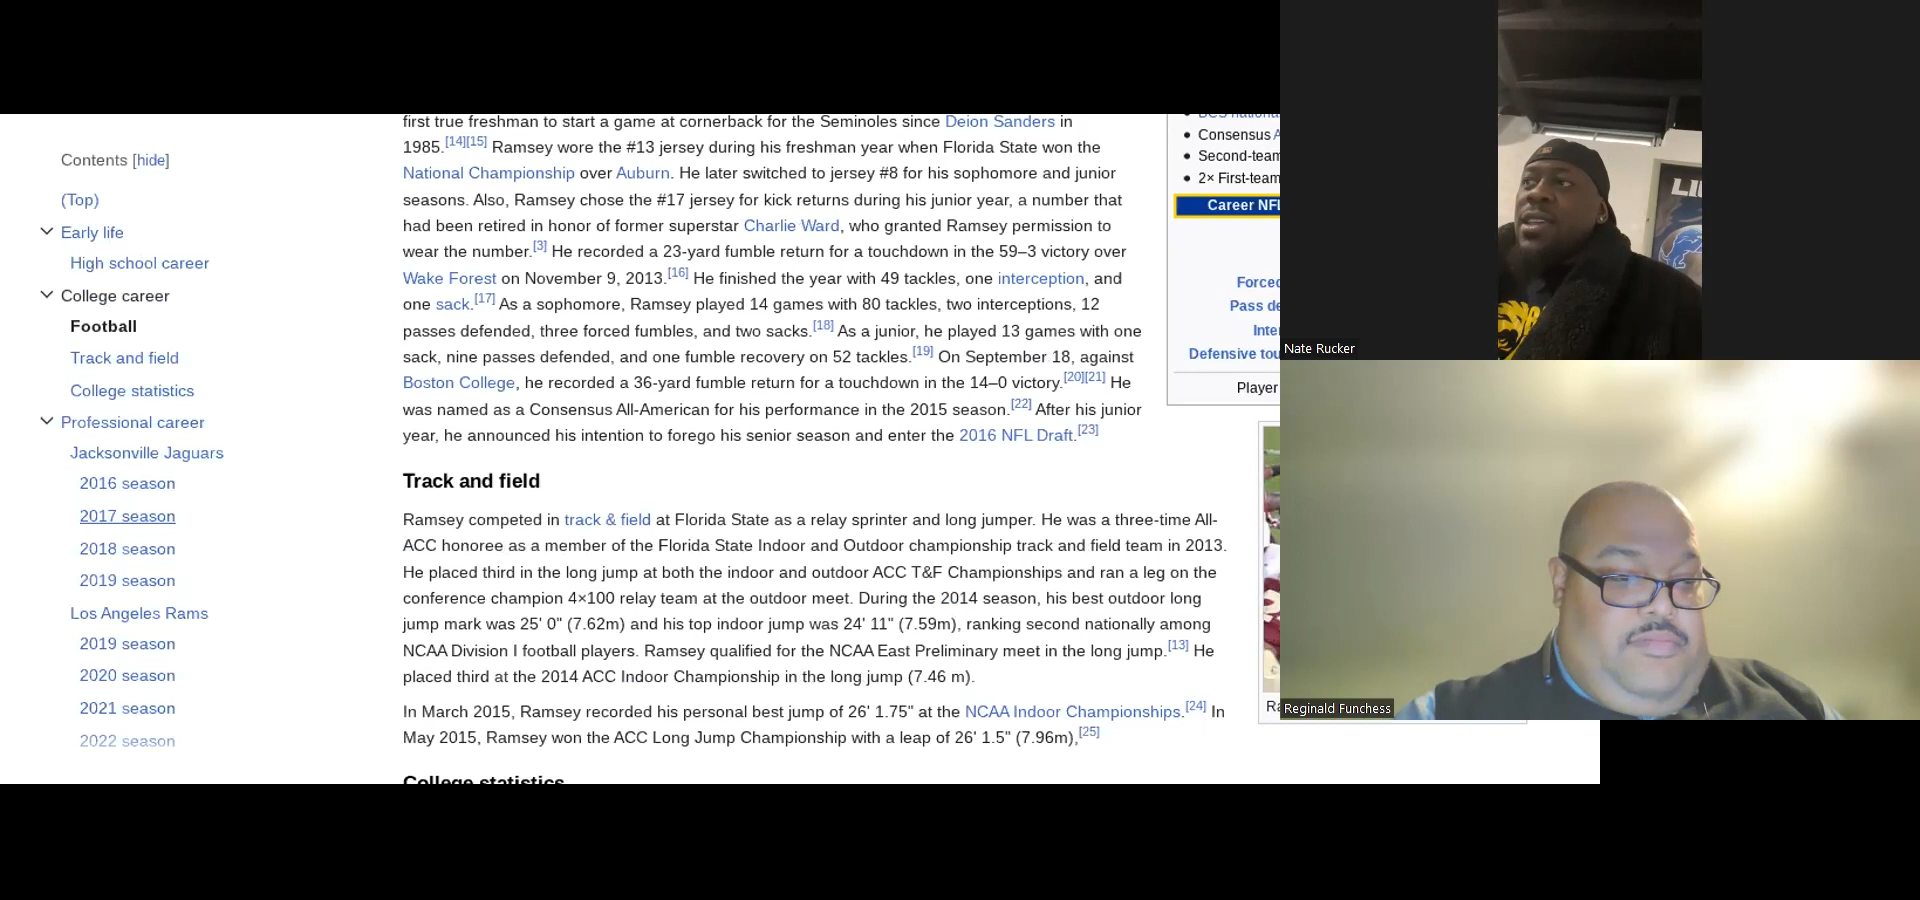 Contents [hide]
(Top)
Early life
High school career
College career
Football
Track and field
College statistics
Professional career
Jacksonville Jaguars
2016 season
2017 season
2018 season
2019 season
Los Angeles Rams
2019 season
2020 season
2021 season
2022 season
first true freshman to start a game at cornerback for the Seminoles since Deion Sanders in
1985.[14][15] Ramsey wore the #13 jersey during his freshman year when Florida State won the
National Championship over Auburn. He later switched to jersey #8 for his sophomore and junior
seasons. Also, Ramsey chose the #17 jersey for kick returns during his junior year, a number that
had been retired in honor of former superstar Charlie Ward, who granted Ramsey permission to
wear the number.[3] He recorded a 23-yard fumble return for a touchdown in the 59–3 victory over
Wake Forest on November 9, 2013.[16] He finished the year with 49 tackles, one interception, and
one sack.[17] As a sophomore, Ramsey played 14 games with 80 tackles, two interceptions, 12
passes defended, three forced fumbles, and two sacks.[18] As a junior, he played 13 games with one
sack, nine passes defended, and one fumble recovery on 52 tackles.[19] On September 18, against
Boston College, he recorded a 36-yard fumble return for a touchdown in the 14–0 victory.[20][21] He
was named as a Consensus All-American for his performance in the 2015 season.[22] After his junior
year, he announced his intention to forego his senior season and enter the 2016 NFL Draft.[23]
Track and field
Ramsey competed in track & field at Florida State as a relay sprinter and long jumper. He was a three-time All-
ACC honoree as a member of the Florida State Indoor and Outdoor championship track and field team in 2013.
He placed third in the long jump at both the indoor and outdoor ACC T&F Championships and ran a leg on the
conference champion 4×100 relay team at the outdoor meet. During the 2014 season, his best outdoor long
jump mark was 25' 0" (7.62m) and his top indoor jump was 24' 11" (7.59m), ranking second nationally among
NCAA Division I football players. Ramsey qualified for the NCAA East Preliminary meet in the long jump.[13] He
placed third at the 2014 ACC Indoor Championship in the long jump (7.46 m).
In March 2015, Ramsey recorded his personal best jump of 26' 1.75" at the NCAA Indoor Championships.[24] In
May 2015, Ramsey won the ACC Long Jump Championship with a leap of 26' 1.5" (7.96m),[25]
College statistics
Consensus A
Second-team
2× First-team
Career NFL
Forced
Pass de
Inter
Defensive tou
Player
Ra
LI
Nate Rucker
Reginald Funchess